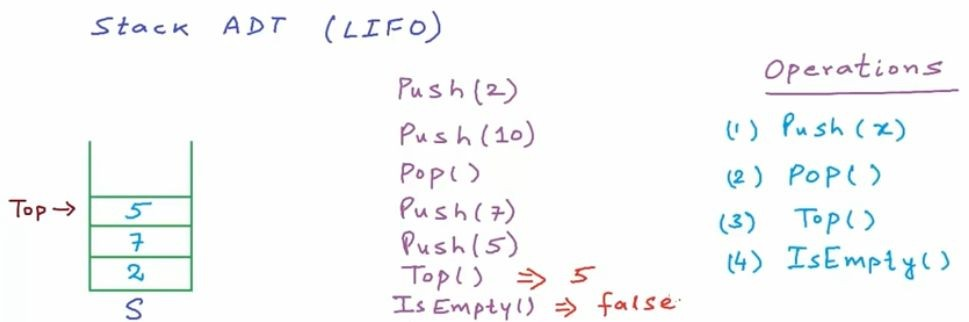 Stack ADT (LIFO)
Top →
5
7
2
S
Push(2)
Push(10)
Pop()
Push(7)
Push(5)
Top() ⇒ 5
IsEmpty() ⇒ false
Operations
(1) Push(x)
(2) Pop()
(3) Top()
(4) IsEmpty()